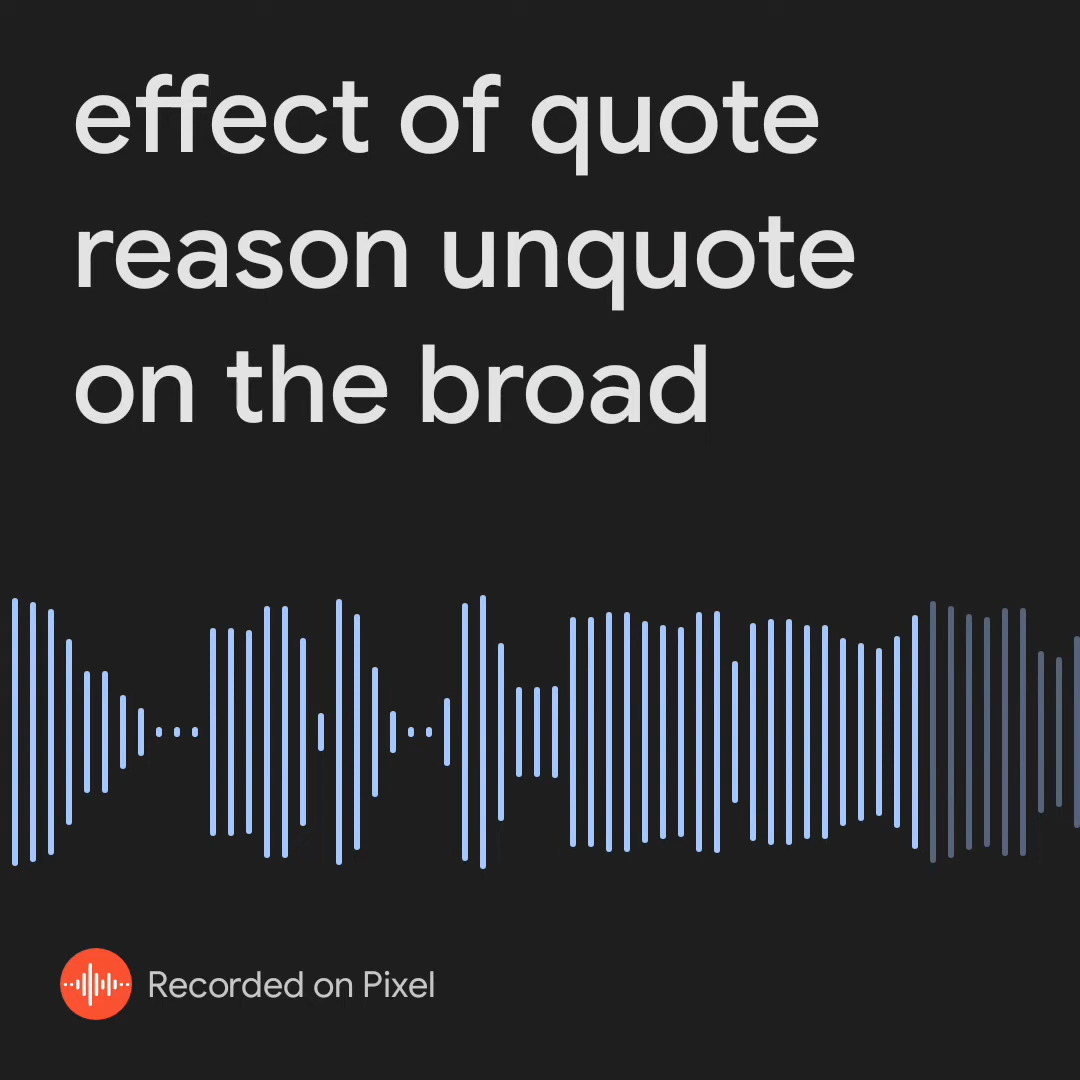 effect of quote
reason unquote
on the broad
Recorded on Pixel